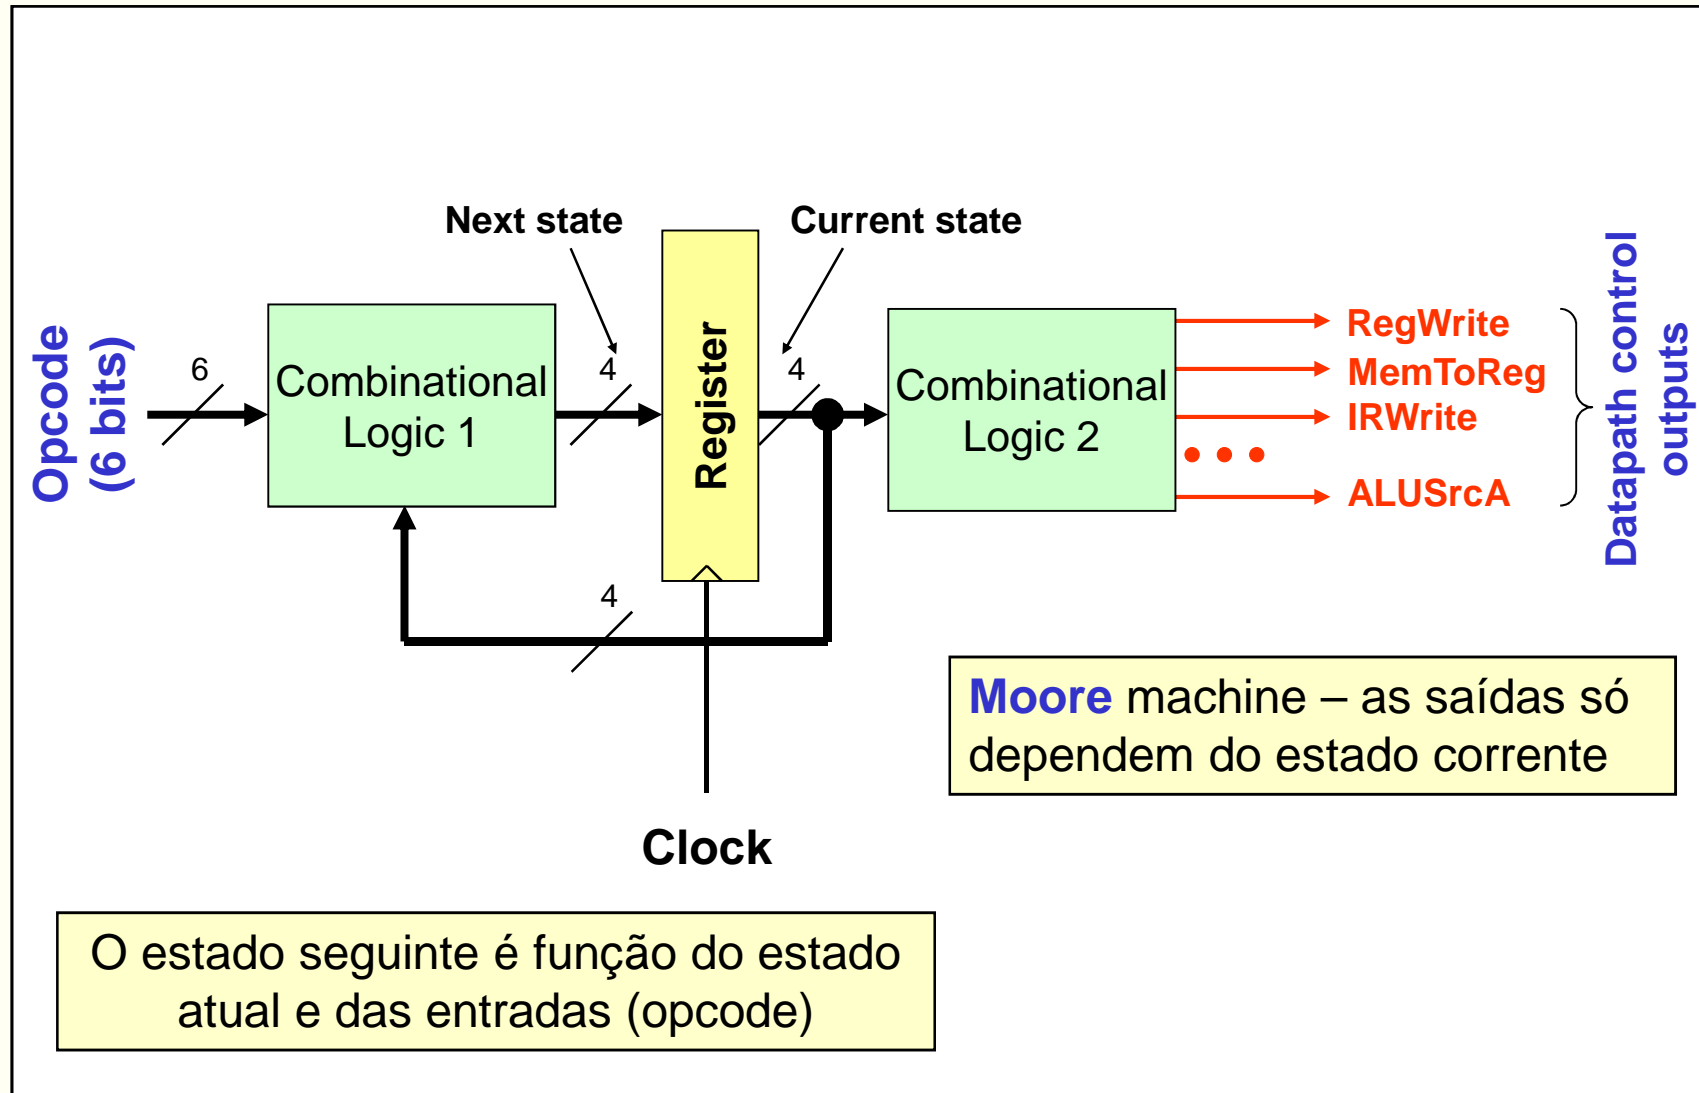 Next state
Current state
Opcode
(6 bits)
6
Combinational
Logic 1
4
Register
4
Combinational
Logic 2
RegWrite
MemToReg
IRWrite
ALUSrcA
Datapath control
outputs
4
Moore machine – as saídas só
dependem do estado corrente
Clock
O estado seguinte é função do estado
atual e das entradas (opcode)